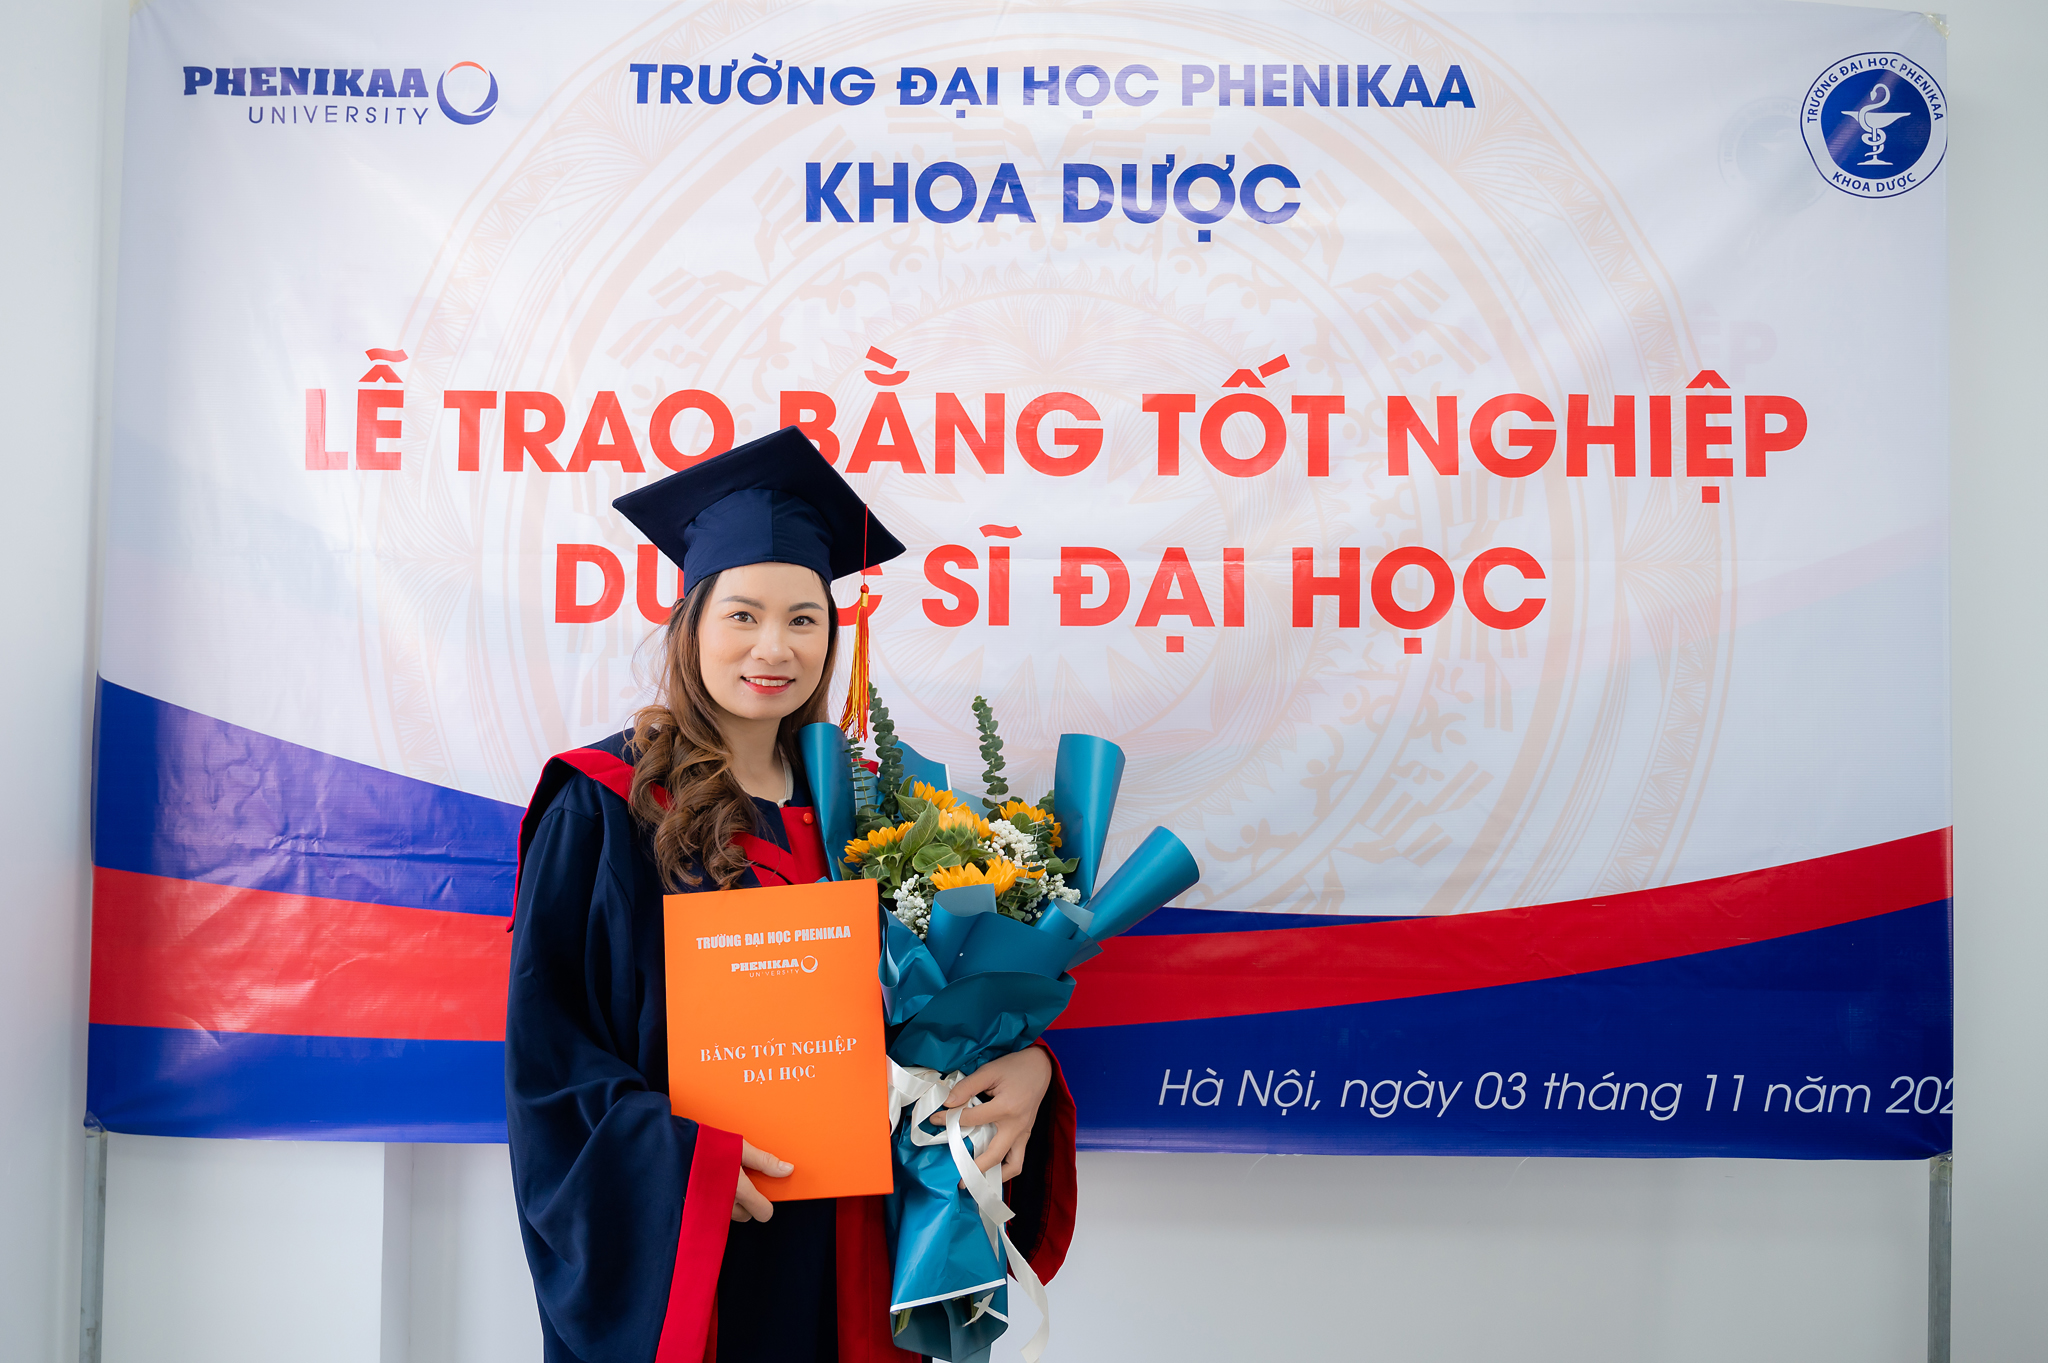 PHENIKAA
UNIVERSITY
TRƯỜNG ĐẠI HỌC PHENIKAA
KHOA DƯỢC
TRƯỜNG ĐẠI HỌC PHENIKAA
KHOA DƯỢC
LỄ TRAO BẰNG TỐT NGHIỆP
SĨ ĐẠI HỌC
TRƯỜNG ĐẠI HỌC PHENIKAA
PHENIKAA
UNIVERSITY
BẰNG TỐT NGHIỆP
ĐẠI HỌC
Hà Nội, ngày 03 tháng 11 năm